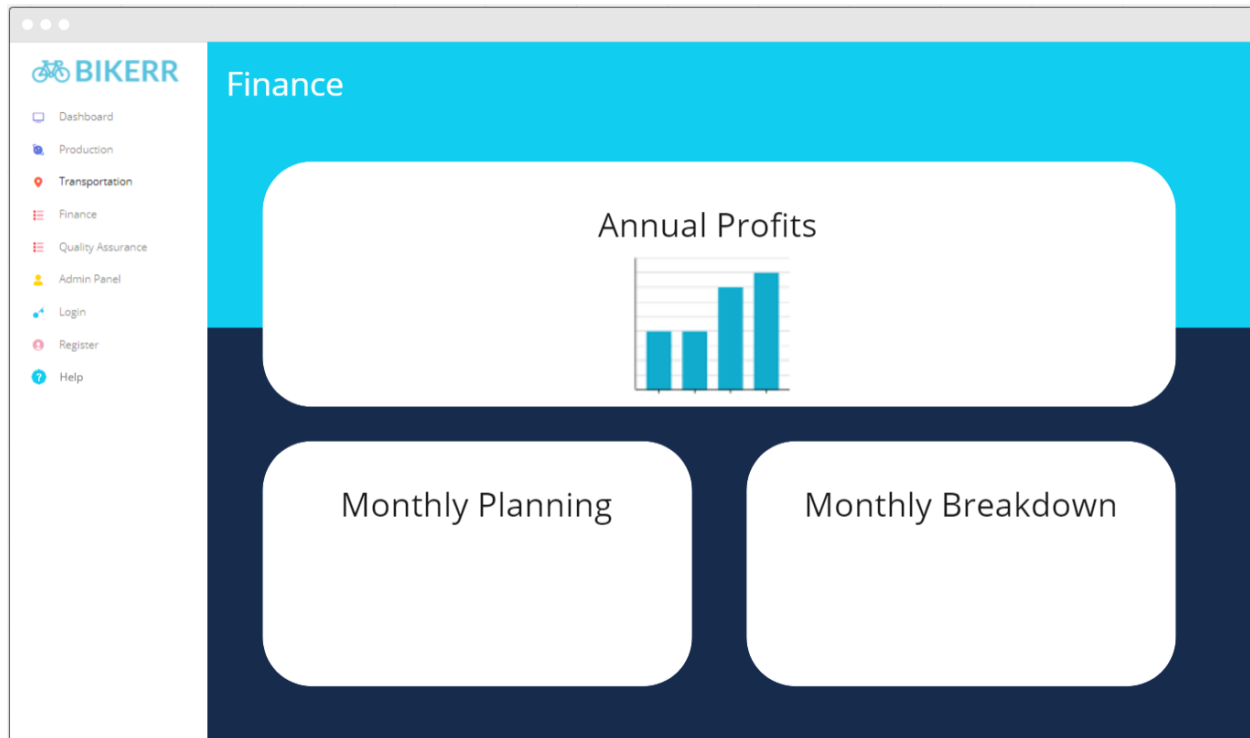 BIKERR
Dashboard
Production
Transportation
Finance
Quality Assurance
Admin Panel
Login
Register
? Help
Finance
Annual Profits
Monthly Planning
Monthly Breakdown